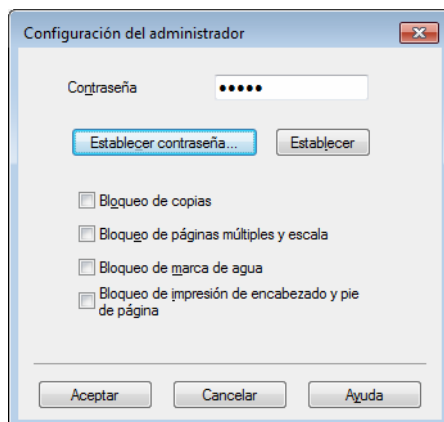 Configuración del administrador
Contraseña •••••
Establecer contraseña... Establecer
Bloqueo de copias
Bloqueo de páginas múltiples y escala
Bloqueo de marca de agua
Bloqueo de impresión de encabezado y pie
de página
Aceptar Cancelar Ayuda